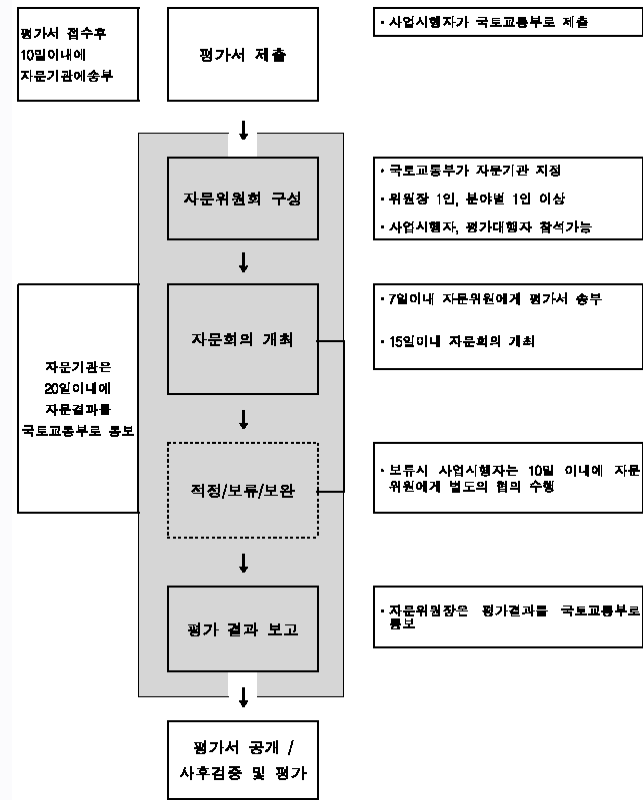 평가서 접수후
10일이내에
자문기관에송부
평가서 제출
· 사업시행자가 국토교통부로 제출
자문위원회 구성
· 국토교통부가 자문기관 지정
· 위원장 1인, 분야별 1인 이상
· 사업시행자, 평가대행자 참석가능
자문기관은
20일이내에
자문결과를
국토교통부로 통보
자문회의 개최
· 7일이내 자문위원에게 평가서 송부
· 15일이내 자문회의 개최
적정/보류/보완
· 보류시 사업시행자는 10일 이내에 자문
위원에게 별도의 협의 수행
평가 결과 보고
· 자문위원장은 평가결과를 국토교통부로
통보
평가서 공개 /
사후검증 및 평가